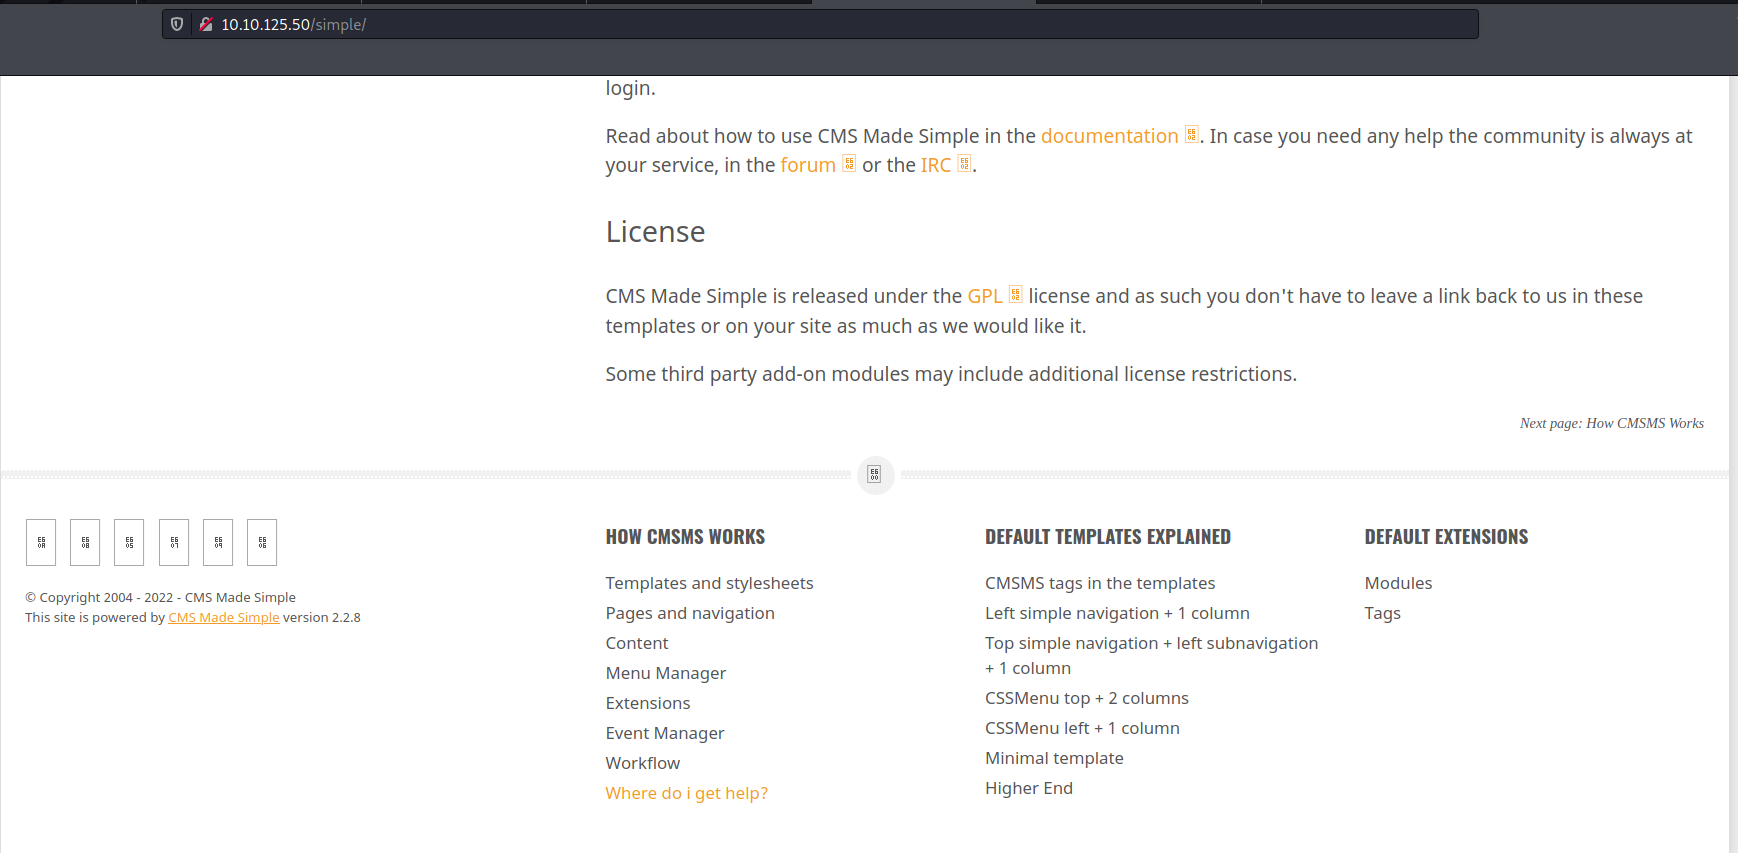 10.10.125.50/simple/
login.
Read about how to use CMS Made Simple in the documentation. In case you need any help the community is always at
your service, in the forum or the IRC.
License
CMS Made Simple is released under the GPL license and as such you don't have to leave a link back to us in these
templates or on your site as much as we would like it.
Some third party add-on modules may include additional license restrictions.
Next page: How CMSMS Works
© Copyright 2004 - 2022 - CMS Made Simple
This site is powered by CMS Made Simple version 2.2.8
HOW CMSMS WORKS
Templates and stylesheets
Pages and navigation
Content
Menu Manager
Extensions
Event Manager
Workflow
Where do i get help?
DEFAULT TEMPLATES EXPLAINED
CMSMS tags in the templates
Left simple navigation + 1 column
Top simple navigation + left subnavigation
+ 1 column
CSSMenu top + 2 columns
CSSMenu left + 1 column
Minimal template
Higher End
DEFAULT EXTENSIONS
Modules
Tags